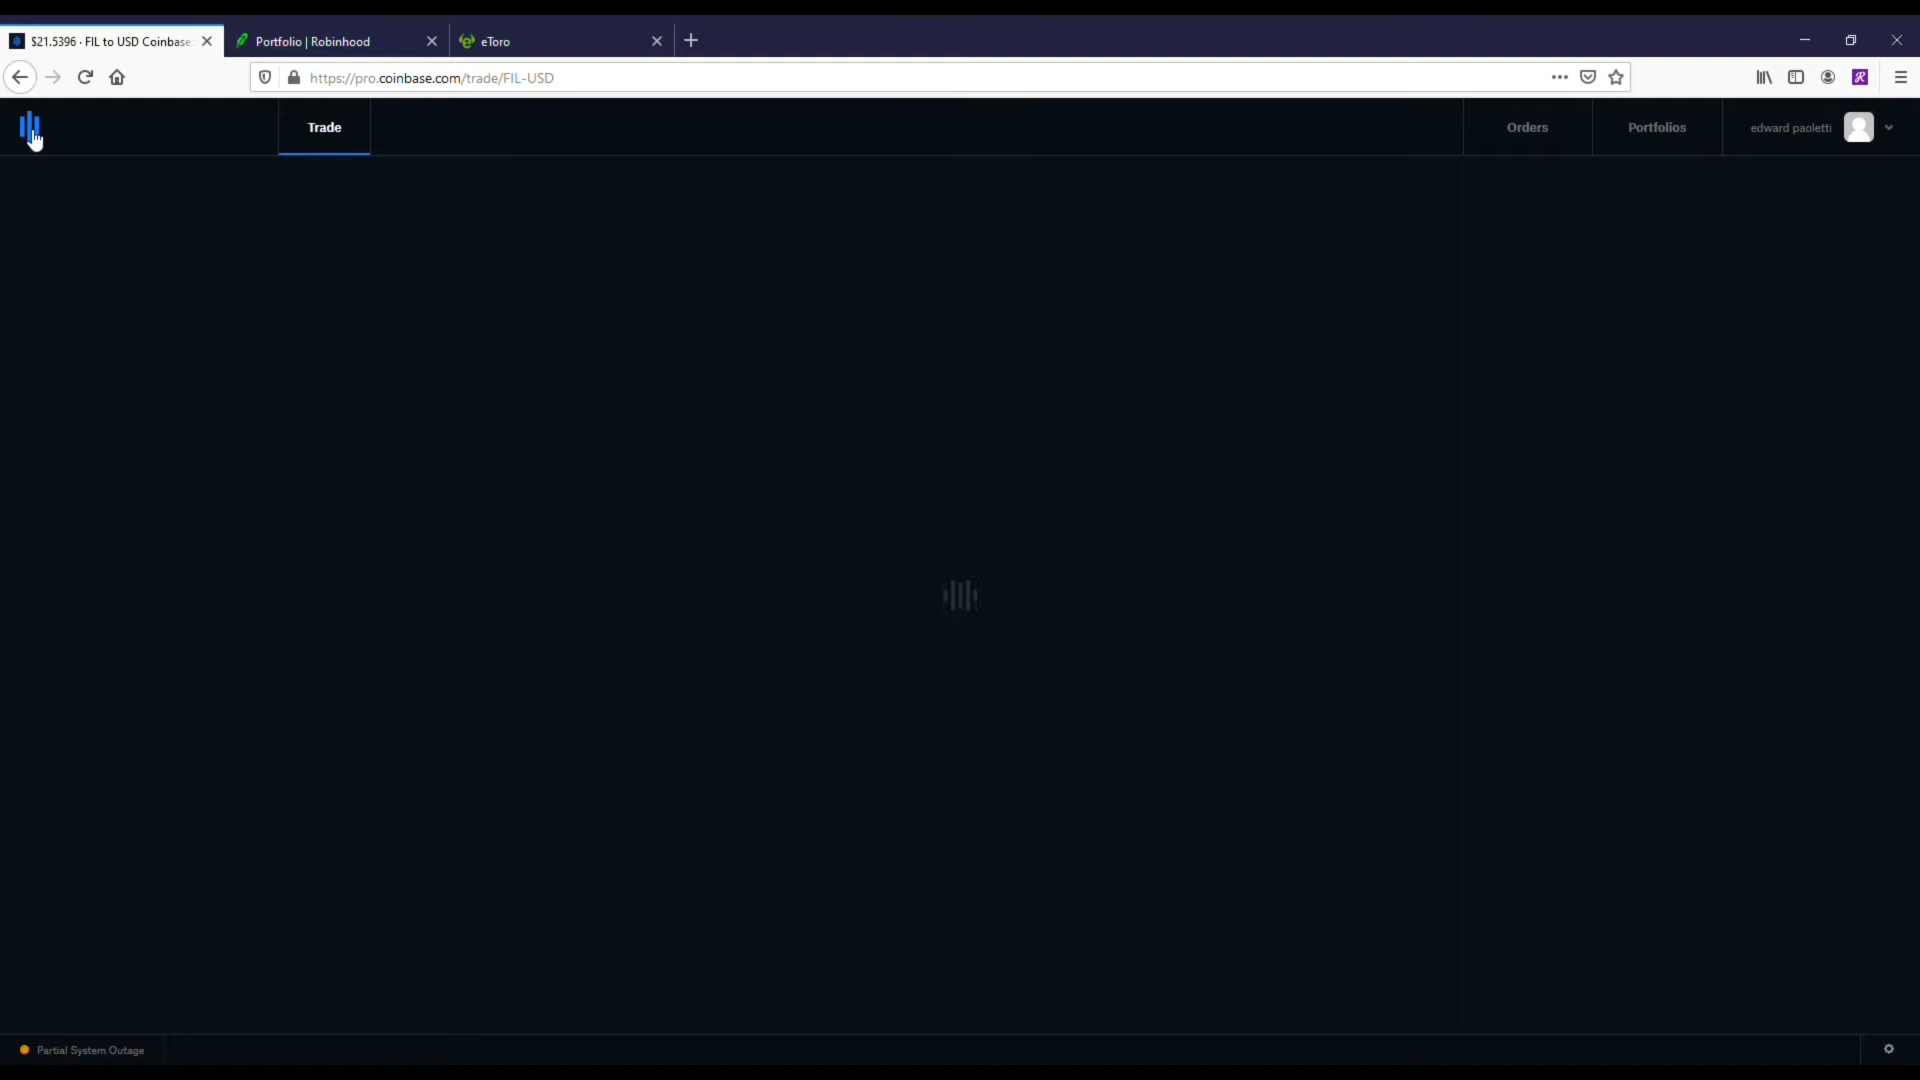 $21.5396 · FIL to USD Coinbase
Portfolio | Robinhood
eToro
https://pro.coinbase.com/trade/FIL-USD
Trade
Orders
Portfolios
edward paoletti
Partial System Outage